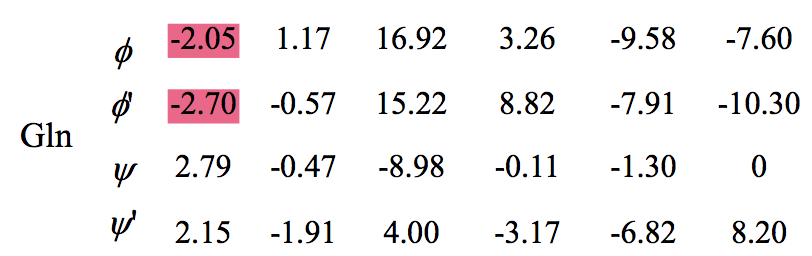 ϕ -2.05 1.17 16.92 3.26 -9.58 -7.60
ϕ' -2.70 -0.57 15.22 8.82 -7.91 -10.30
Gln
ψ 2.79 -0.47 -8.98 -0.11 -1.30 0
ψ' 2.15 -1.91 4.00 -3.17 -6.82 8.20